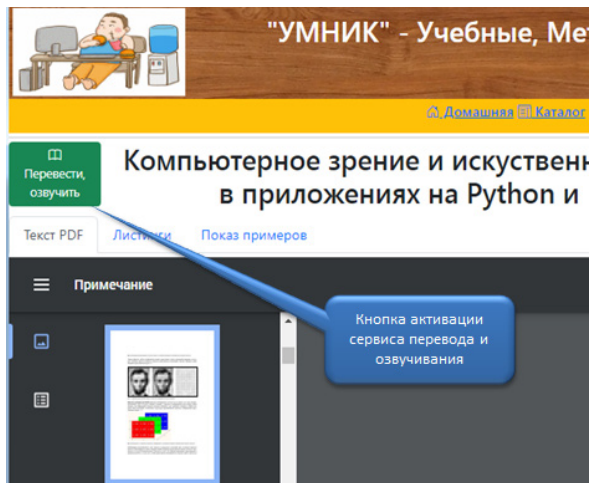 "УМНИК" - Учебные, Мет
Домашняя Каталог
Перевести,
озвучить
Компьютерное зрение и искуственн
в приложениях на Python и
Текст PDF Листинги Показ примеров
Примечание
Кнопка активации
сервиса перевода и
озвучивания